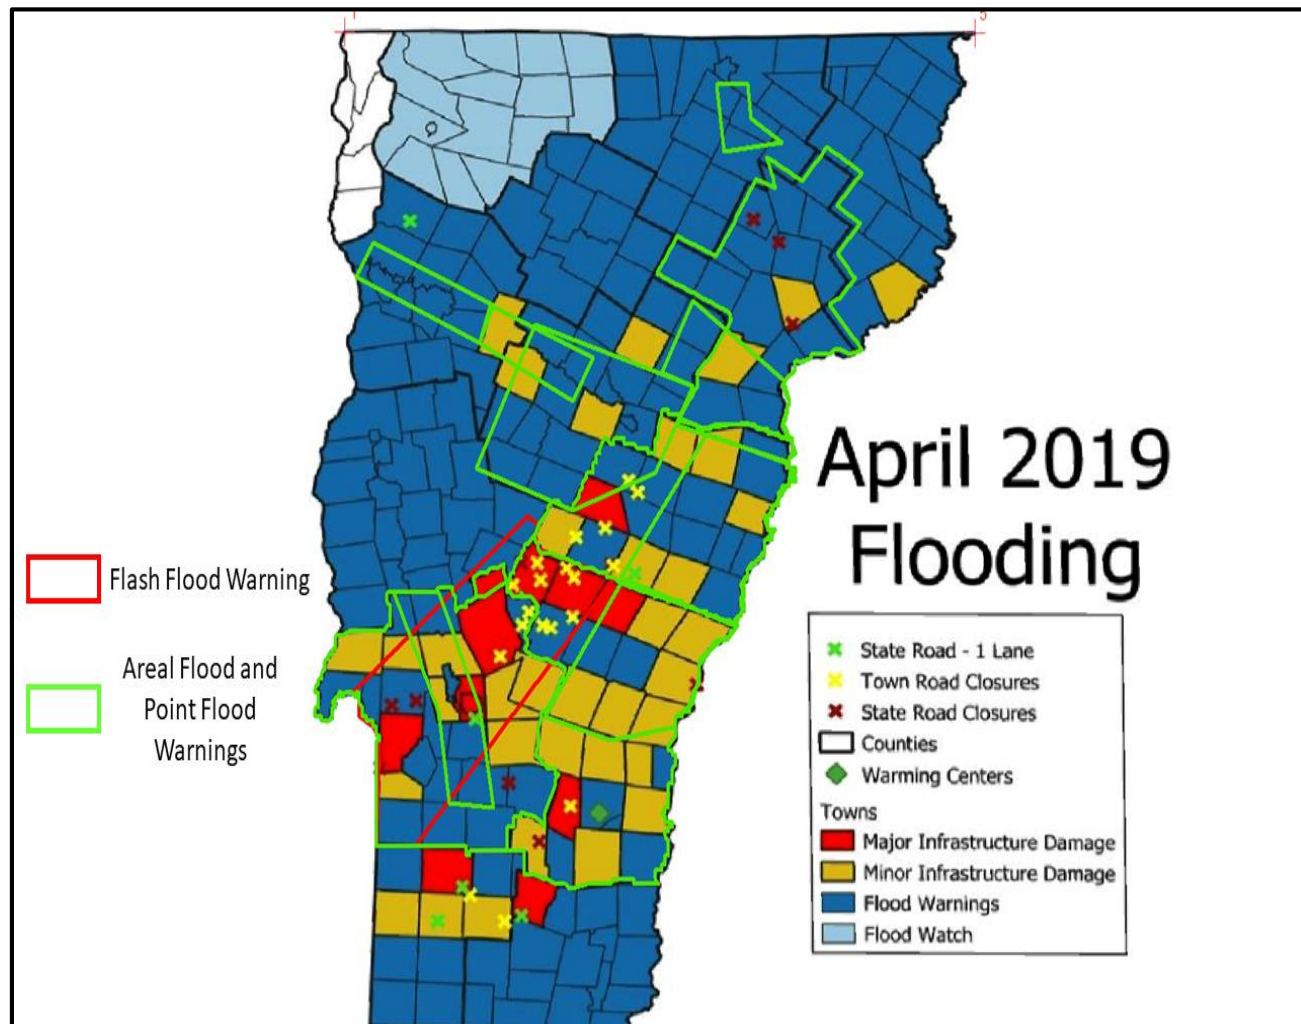 April 2019
Flooding
Flash Flood Warning
Areal Flood and
Point Flood
Warnings
State Road - 1 Lane
Town Road Closures
State Road Closures
Counties
Warming Centers
Towns
Major Infrastructure Damage
Minor Infrastructure Damage
Flood Warnings
Flood Watch